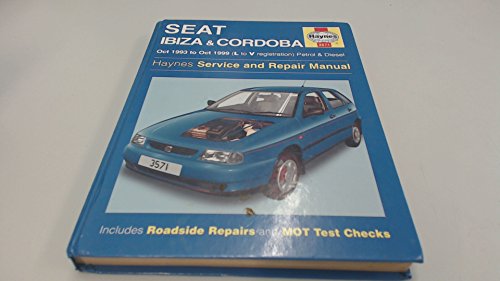 SEAT
IBIZA & CORDOBA
Oct 1993 to Oct 1999 (L to V registration) Petrol & Diesel
Haynes Service and Repair Manual
Haynes
3571
3571
Includes Roadside Repairs and MOT Test Checks